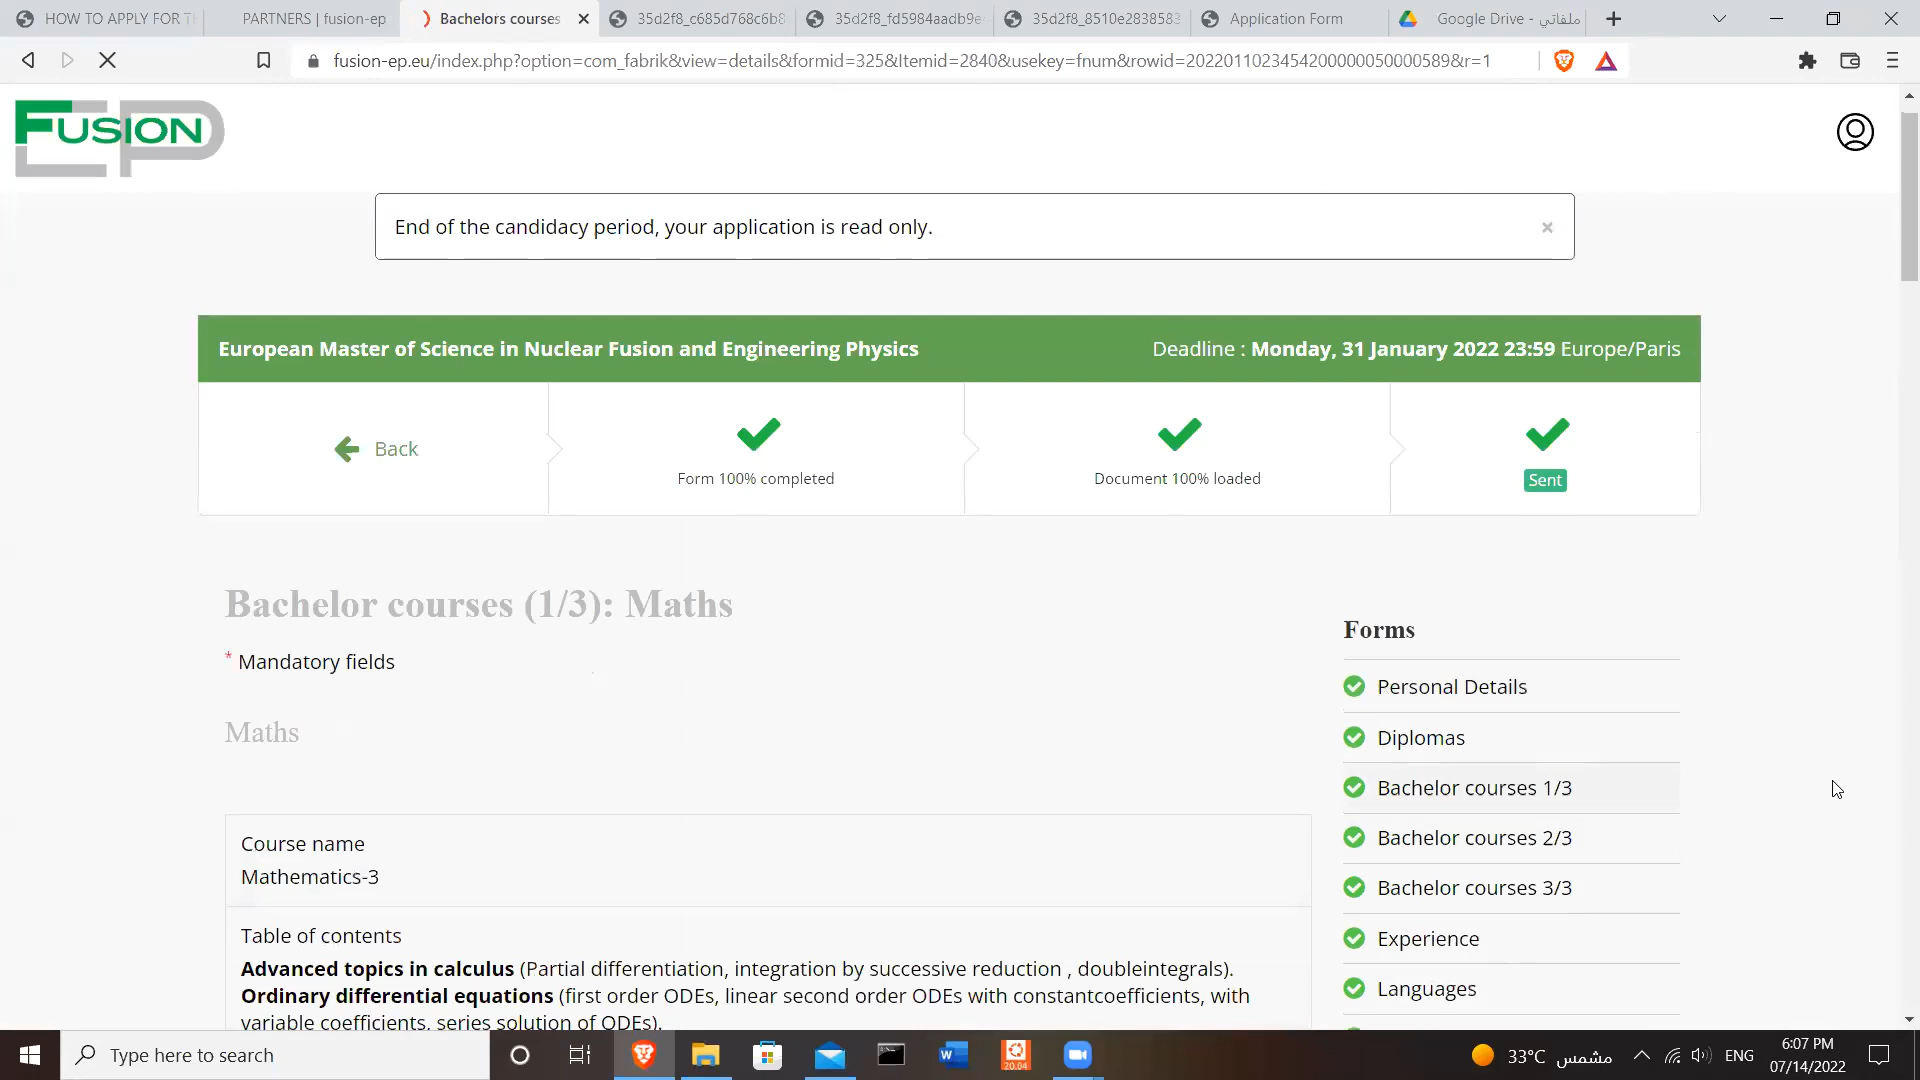 HOW TO APPLY FOR T
PARTNERS | fusion-ep
Bachelors courses
35d2f8_c685d768c6b8
35d2f8_fd5984aadb9e
35d2f8_8510e2838583
Application Form
ملفاتي - Google Drive
fusion-ep.eu/index.php?option=com_fabrik&view=details&formid=325&Itemid=2840&usekey=fnum&rowid=2022011023454200000050000589&r=1
FUSION
EP
End of the candidacy period, your application is read only.
×
European Master of Science in Nuclear Fusion and Engineering Physics
Deadline : Monday, 31 January 2022 23:59 Europe/Paris
Back
Form 100% completed
Document 100% loaded
Sent
Bachelor courses (1/3): Maths
* Mandatory fields
Maths
Course name
Mathematics-3
Table of contents
Advanced topics in calculus (Partial differentiation, integration by successive reduction , doubleintegrals).
Ordinary differential equations (first order ODEs, linear second order ODEs with constantcoefficients, with
variable coefficients, series solution of ODEs).
Forms
Personal Details
Diplomas
Bachelor courses 1/3
Bachelor courses 2/3
Bachelor courses 3/3
Experience
Languages
Type here to search
20.04
33°C مشمس
ENG
6:07 PM
07/14/2022